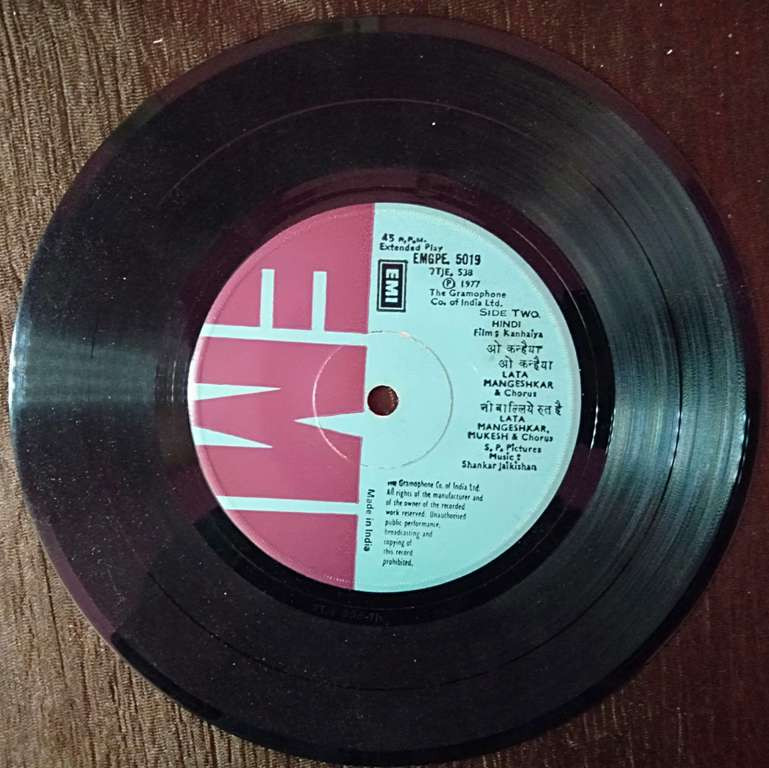 EMI
45 R.P.M.
Extended Play
EMGPE. 5019
7TJE. 538
Ⓟ 1977
The Gramophone
Co. of India Ltd.
EMI
SIDE TWO
HINDI
Film: Kanhaiya
ओ कन्हैया
ओ कन्हैया
LATA
MANGESHKAR
& Chorus
नी बाल्लिये रुत है
LATA
MANGESHKAR,
MUKESH & Chorus
S. P. Pictures
Music:
Shankar Jaikishan
The Gramophone Co. of India Ltd.
All rights of the manufacturer and
of the owner of the recorded
work reserved. Unauthorised
public performance,
broadcasting and
copying of
this record
prohibited.
Made in India